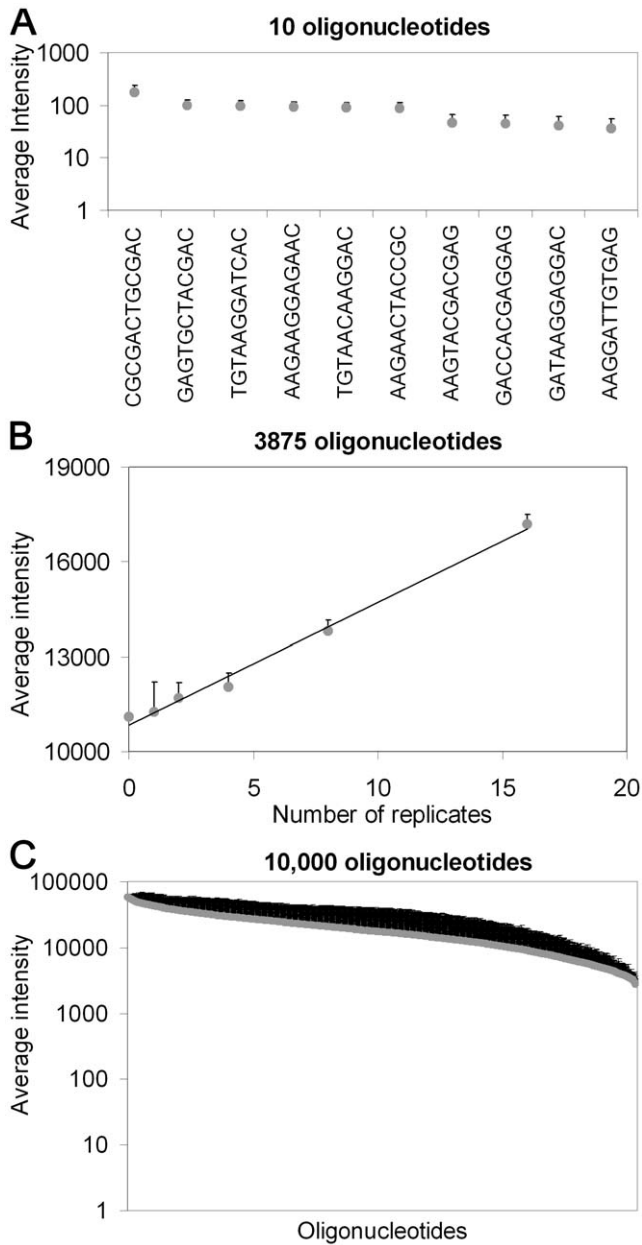 A
10 oligonucleotides
Average Intensity
1000
100
10
1
CGCGACTGCGAC
GAGTGCTACGAC
TGTAAGGATCAC
AAGAAGGAGAAC
TGTAACAAGGAC
AAGAACTACCGC
AAGTACGACGAG
GACCACGAGGAG
GATAAGGAGGAC
AAGGATTGTGAG
B
3875 oligonucleotides
Average intensity
19000
16000
13000
10000
0 5 10 15 20
Number of replicates
C
10,000 oligonucleotides
Average intensity
100000
10000
1000
100
10
1
Oligonucleotides